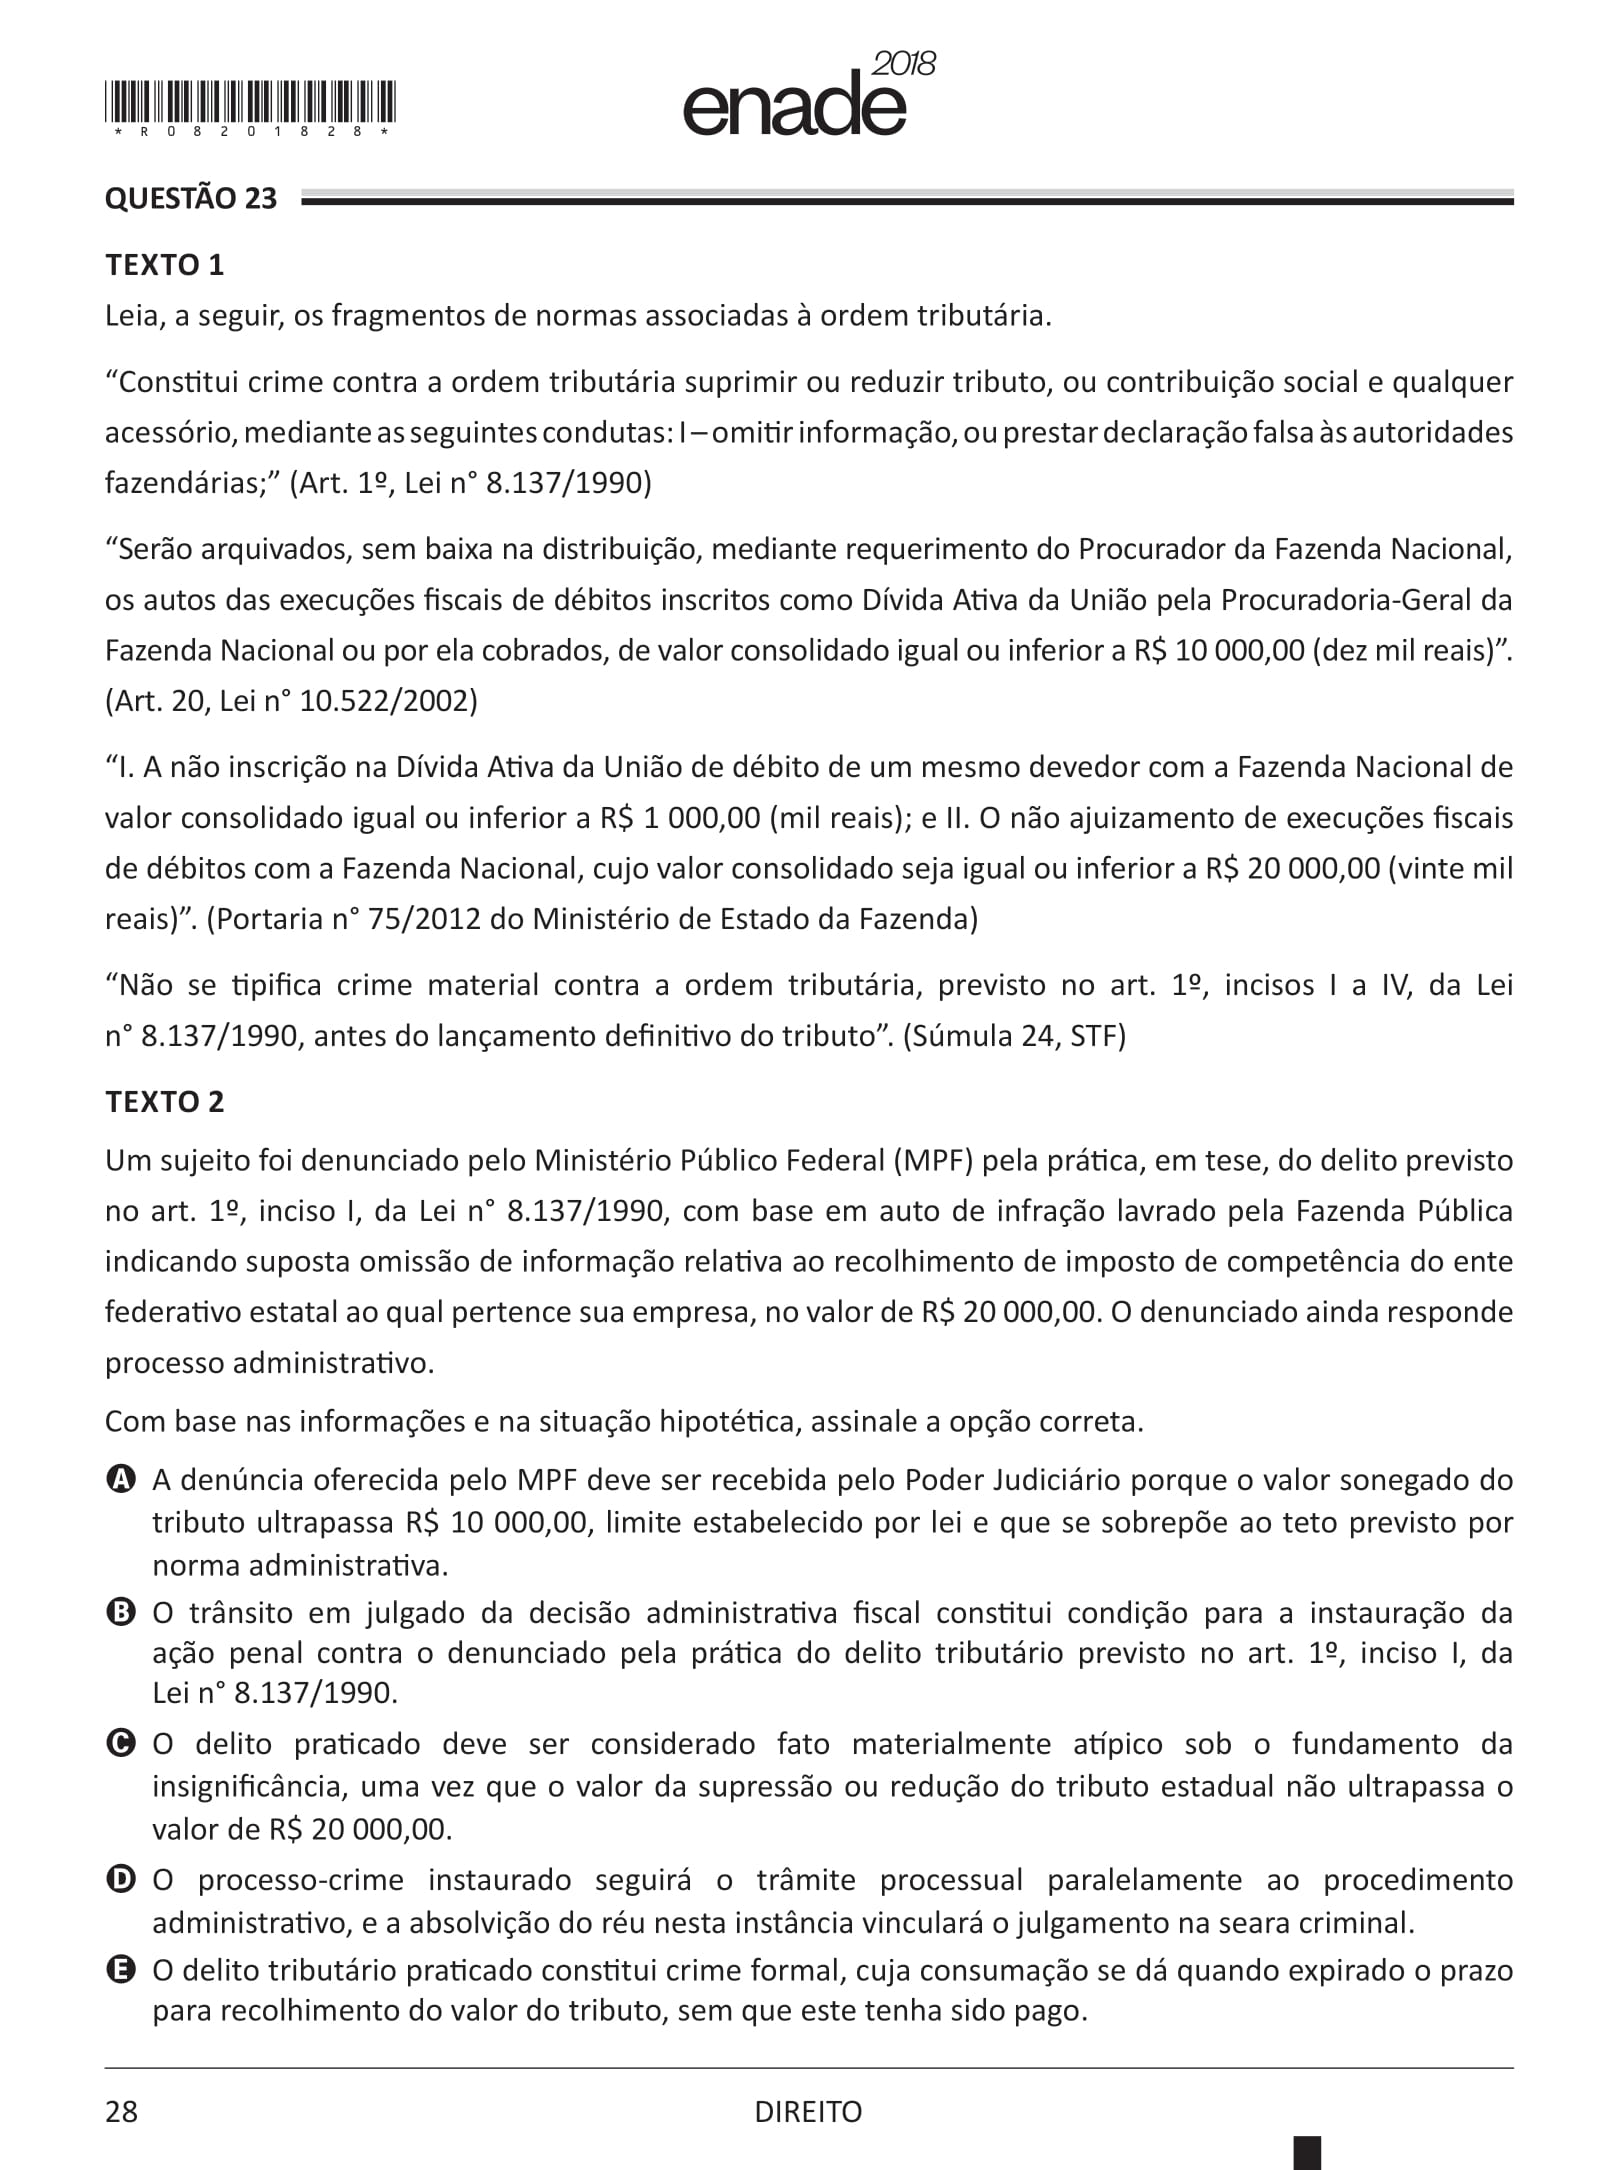 *R08201828*
enade2018
QUESTÃO 23
TEXTO 1
Leia, a seguir, os fragmentos de normas associadas à ordem tributária.
“Constitui crime contra a ordem tributária suprimir ou reduzir tributo, ou contribuição social e qualquer
acessório, mediante as seguintes condutas: I – omitir informação, ou prestar declaração falsa às autoridades
fazendárias;” (Art. 1º, Lei n° 8.137/1990)
“Serão arquivados, sem baixa na distribuição, mediante requerimento do Procurador da Fazenda Nacional,
os autos das execuções fiscais de débitos inscritos como Dívida Ativa da União pela Procuradoria-Geral da
Fazenda Nacional ou por ela cobrados, de valor consolidado igual ou inferior a R$ 10 000,00 (dez mil reais)”.
(Art. 20, Lei n° 10.522/2002)
“I. A não inscrição na Dívida Ativa da União de débito de um mesmo devedor com a Fazenda Nacional de
valor consolidado igual ou inferior a R$ 1 000,00 (mil reais); e II. O não ajuizamento de execuções fiscais
de débitos com a Fazenda Nacional, cujo valor consolidado seja igual ou inferior a R$ 20 000,00 (vinte mil
reais)”. (Portaria n° 75/2012 do Ministério de Estado da Fazenda)
“Não se tipifica crime material contra a ordem tributária, previsto no art. 1º, incisos I a IV, da Lei
n° 8.137/1990, antes do lançamento definitivo do tributo”. (Súmula 24, STF)
TEXTO 2
Um sujeito foi denunciado pelo Ministério Público Federal (MPF) pela prática, em tese, do delito previsto
no art. 1º, inciso I, da Lei n° 8.137/1990, com base em auto de infração lavrado pela Fazenda Pública
indicando suposta omissão de informação relativa ao recolhimento de imposto de competência do ente
federativo estatal ao qual pertence sua empresa, no valor de R$ 20 000,00. O denunciado ainda responde
processo administrativo.
Com base nas informações e na situação hipotética, assinale a opção correta.
A A denúncia oferecida pelo MPF deve ser recebida pelo Poder Judiciário porque o valor sonegado do
tributo ultrapassa R$ 10 000,00, limite estabelecido por lei e que se sobrepõe ao teto previsto por
norma administrativa.
B O trânsito em julgado da decisão administrativa fiscal constitui condição para a instauração da
ação penal contra o denunciado pela prática do delito tributário previsto no art. 1º, inciso I, da
Lei n° 8.137/1990.
C O delito praticado deve ser considerado fato materialmente atípico sob o fundamento da
insignificância, uma vez que o valor da supressão ou redução do tributo estadual não ultrapassa o
valor de R$ 20 000,00.
D O processo-crime instaurado seguirá o trâmite processual paralelamente ao procedimento
administrativo, e a absolvição do réu nesta instância vinculará o julgamento na seara criminal.
E O delito tributário praticado constitui crime formal, cuja consumação se dá quando expirado o prazo
para recolhimento do valor do tributo, sem que este tenha sido pago.
28
DIREITO